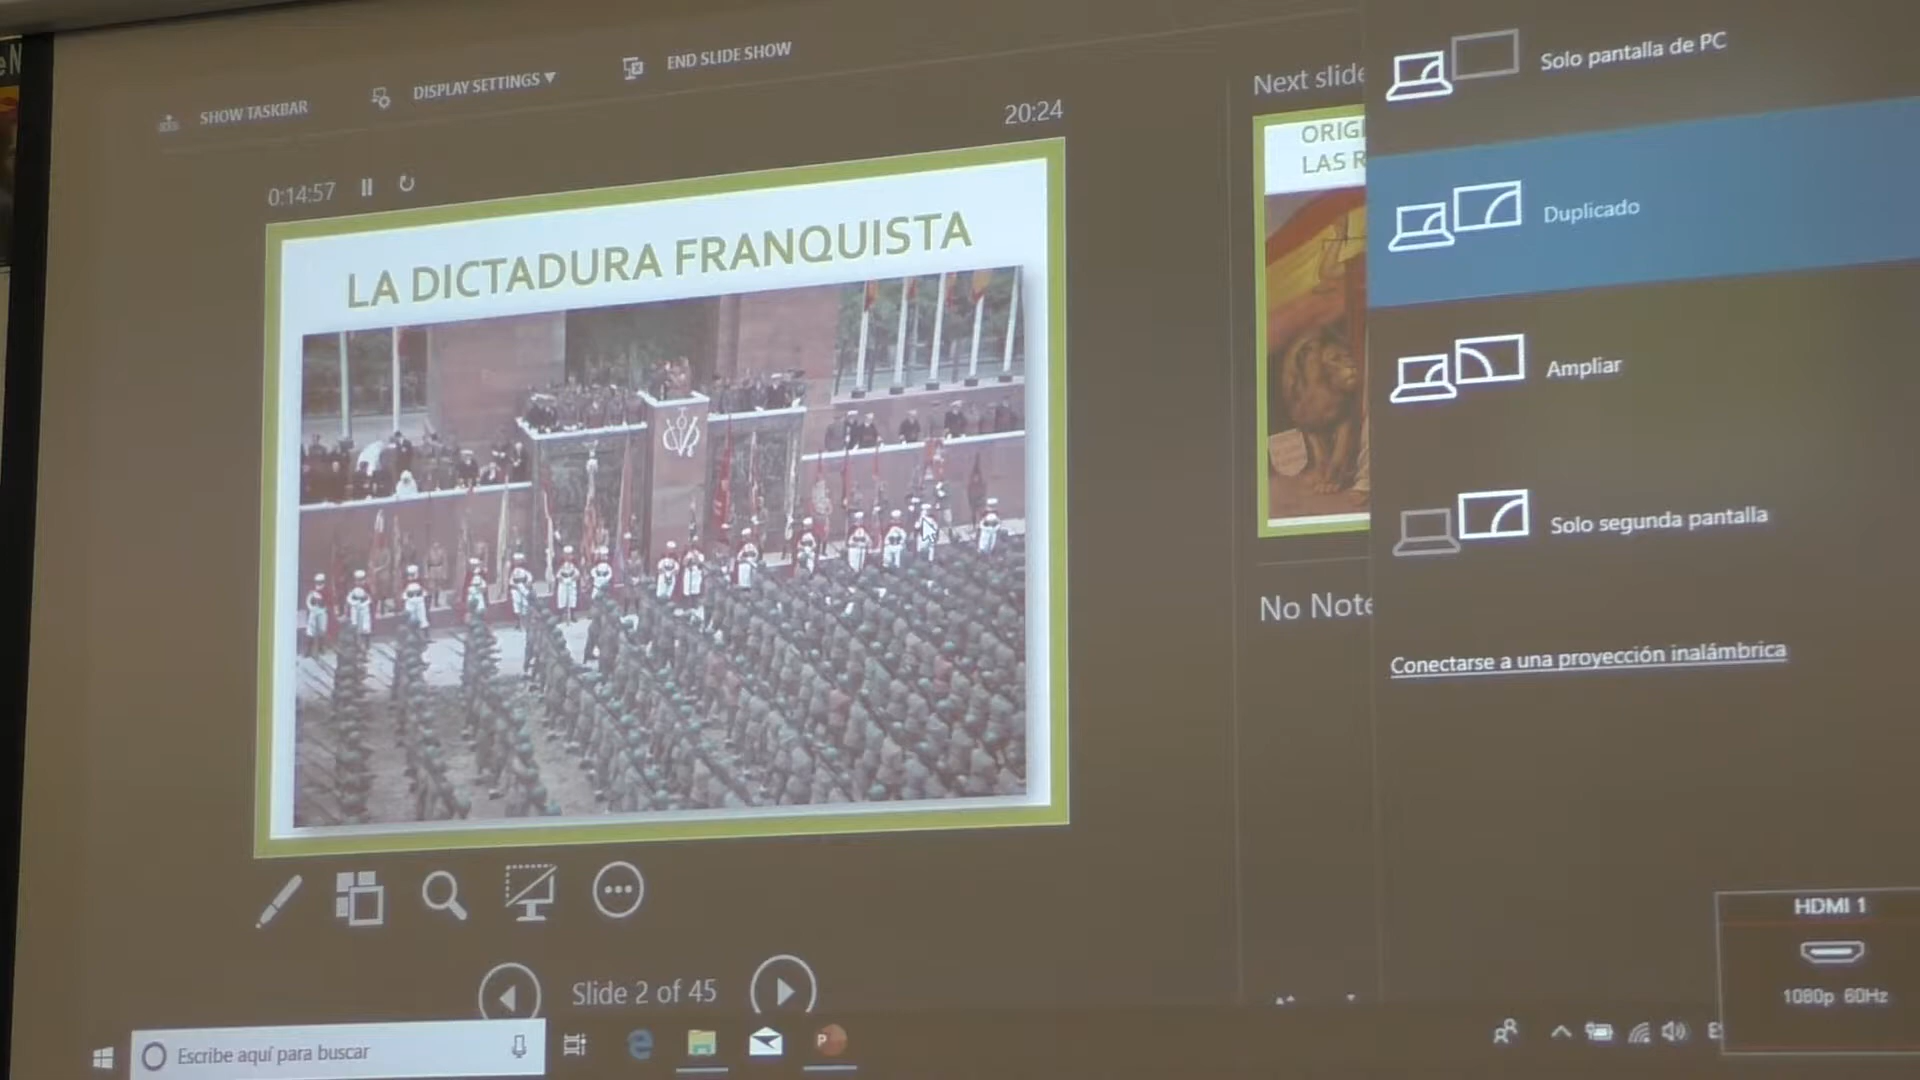 SHOW TASKBAR
DISPLAY SETTINGS
END SLIDE SHOW
20:24
0:14:57
LA DICTADURA FRANQUISTA
Slide 2 of 45
Next slide
ORIGI
LAS R
No Note
Solo pantalla de PC
Duplicado
Ampliar
Solo segunda pantalla
Conectarse a una proyección inalámbrica
HDMI 1
1080p 60Hz
Escribe aquí para buscar